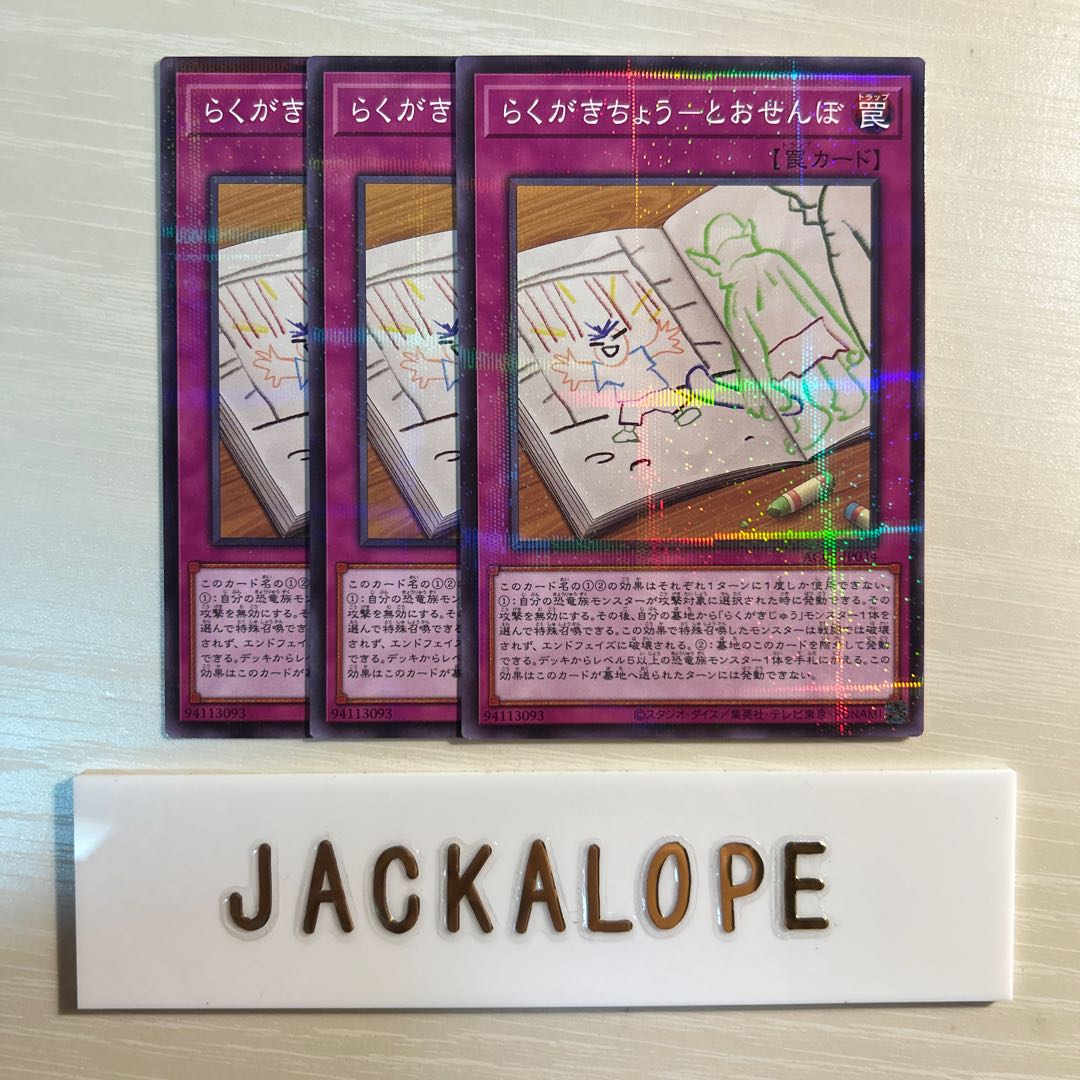 らくがき
らくがき
らくがきちょう－とおせんぼ 罠
トラップ
【罠カード】
このカード名の①②
①：自分の恐竜族モン
攻撃を無効にする。その
選んで特殊召喚でき
されず、エンドフェイズ
できる。デッキからレベ
効果はこのカードが墓
94113093
このカード名の①②
①：自分の恐竜族モン
攻撃を無効にする。その
選んで特殊召喚でき
されず、エンドフェイズ
できる。デッキからレベ
効果はこのカードが墓
94113093
このカード名の①②の効果はそれぞれ１ターンに１度しか使用できない。
①：自分の恐竜族モンスターが攻撃対象に選択された時に発動できる。その
攻撃を無効にする。その後、自分の墓地から「らくがきじゅう」モンスター１体を
選んで特殊召喚できる。この効果で特殊召喚したモンスターは戦闘では破壊
されず、エンドフェイズに破壊される。②：墓地のこのカードを除外して発動
できる。デッキからレベル５以上の恐竜族モンスター１体を手札にかえる。この
効果はこのカードが墓地へ送られたターンには発動できない。
94113093
©スタジオ・ダイス／集英社・テレビ東京・KONAMI
JACKALOPE